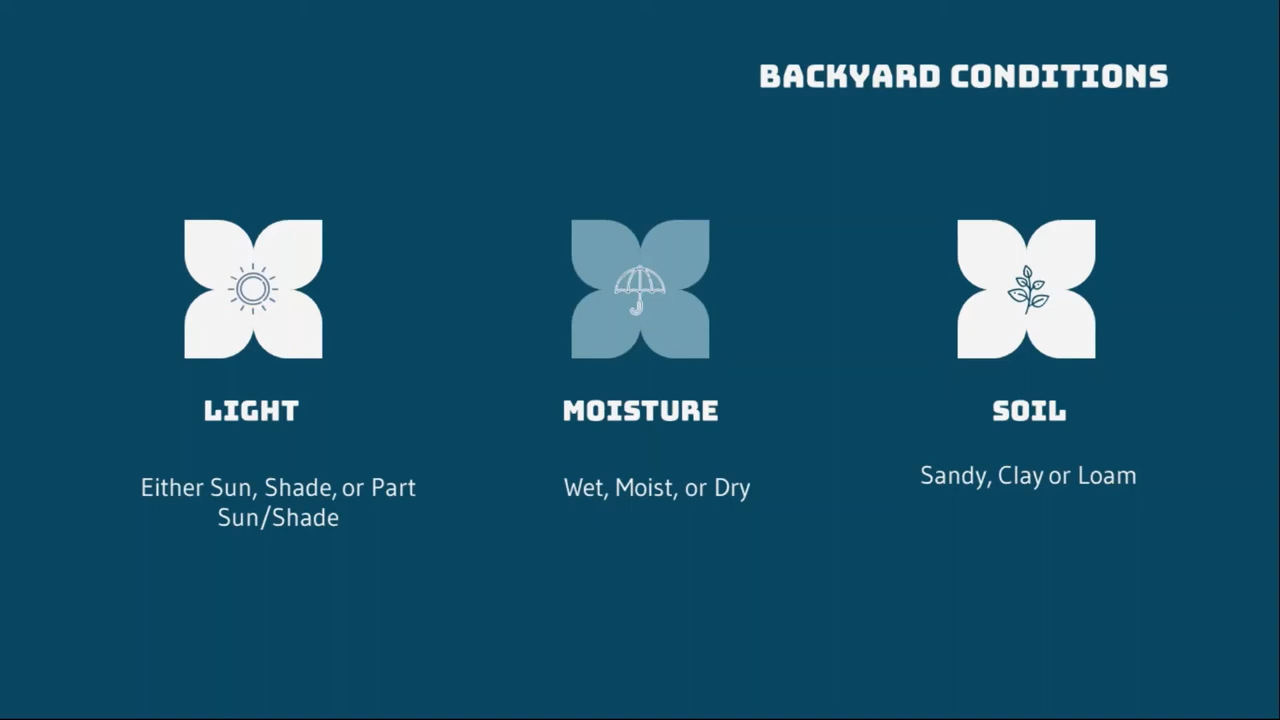 BACKYARD CONDITIONS
LIGHT
Either Sun, Shade, or Part
Sun/Shade
MOISTURE
Wet, Moist, or Dry
SOIL
Sandy, Clay or Loam